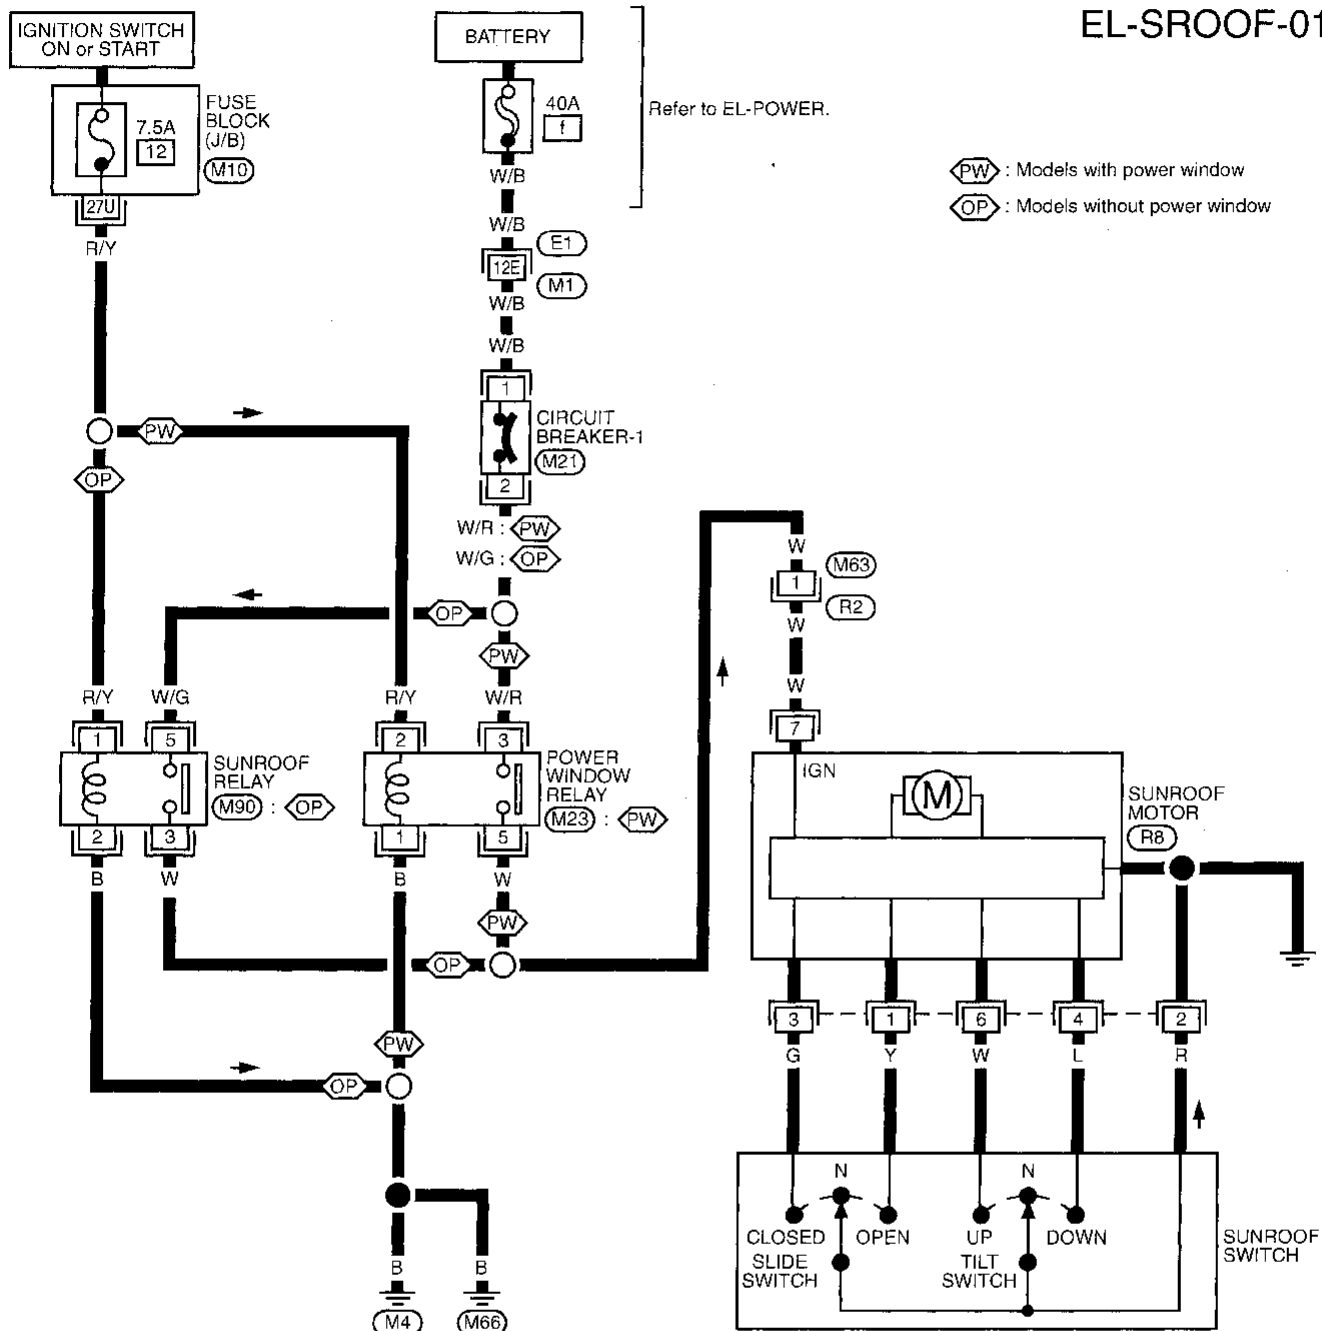 EL-SROOF-01
IGNITION SWITCH
ON or START
BATTERY
FUSE
BLOCK
(J/B)
M10
7.5A
12
40A
f
Refer to EL-POWER.
PW : Models with power window
OP : Models without power window
27U
R/Y
W/B
W/B
E1
12E
M1
W/B
W/B
1
CIRCUIT
BREAKER-1
M21
2
PW
OP
W/R : PW
W/G : OP
OP
PW
W
1
M63
R2
W
W
7
R/Y
W/G
R/Y
W/R
1
5
2
3
SUNROOF
RELAY
M90 : OP
POWER
WINDOW
RELAY
M23 : PW
2
3
1
5
B
W
B
W
PW
OP
IGN
M
SUNROOF
MOTOR
R8
3
1
6
4
2
G
Y
W
L
R
PW
OP
N
N
CLOSED
OPEN
UP
DOWN
SLIDE
SWITCH
TILT
SWITCH
SUNROOF
SWITCH
B
B
M4
M66